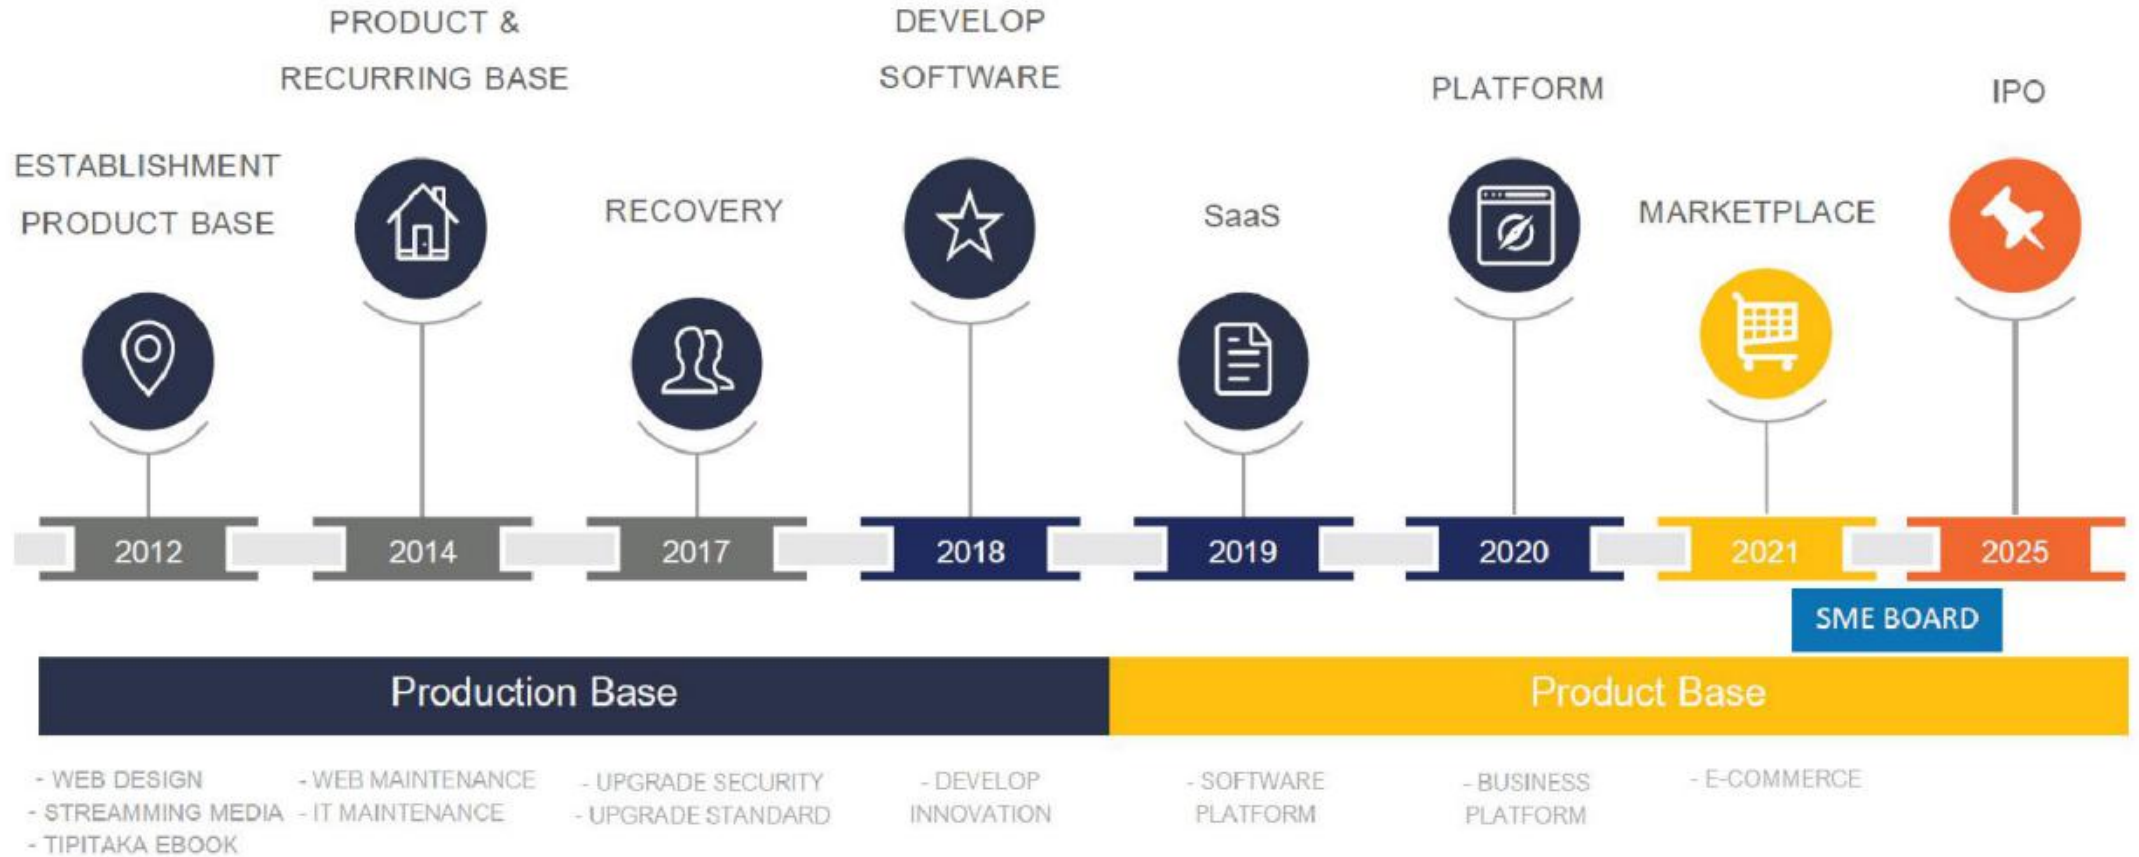 PRODUCT &
RECURRING BASE
DEVELOP
SOFTWARE
PLATFORM
IPO
ESTABLISHMENT
PRODUCT BASE
RECOVERY
SaaS
MARKETPLACE
2012
2014
2017
2018
2019
2020
2021
2025
SME BOARD
Production Base
Product Base
- WEB DESIGN
- STREAMMING MEDIA
- TIPITAKA EBOOK
- WEB MAINTENANCE
- IT MAINTENANCE
- UPGRADE SECURITY
- UPGRADE STANDARD
- DEVELOP
INNOVATION
- SOFTWARE
PLATFORM
- BUSINESS
PLATFORM
- E-COMMERCE